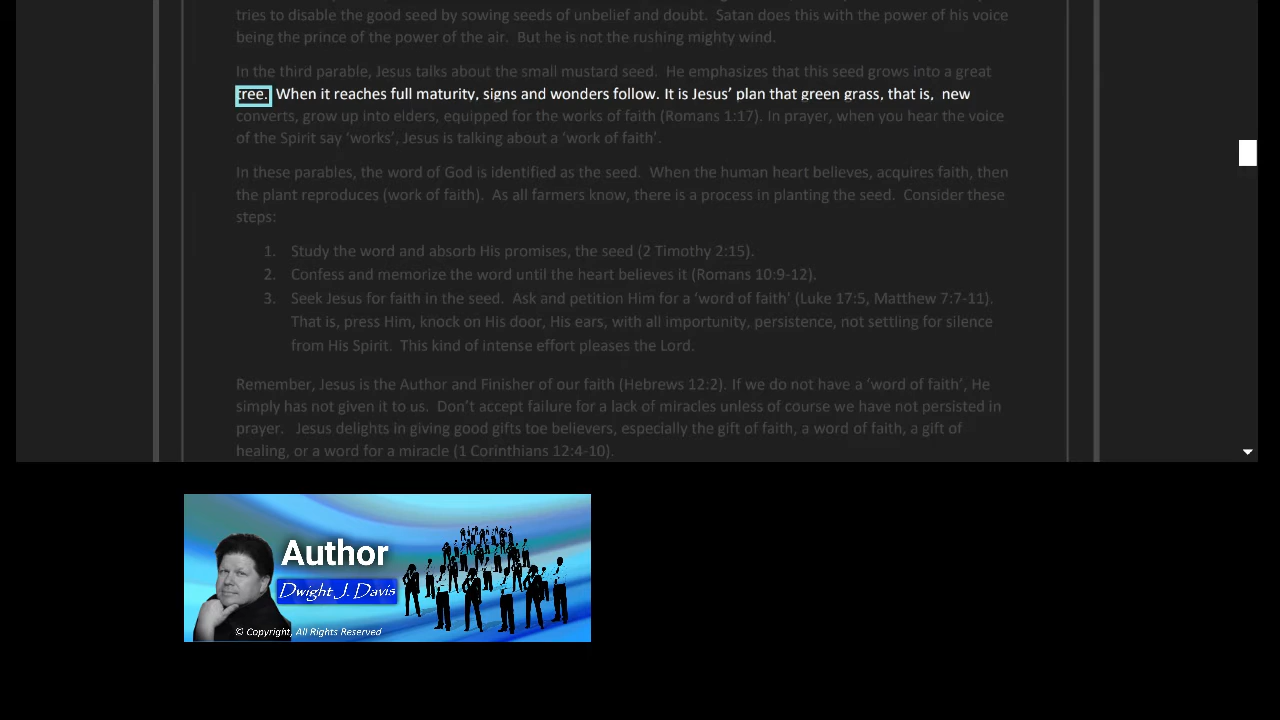 tries to disable the good seed by sowing seeds of unbelief and doubt.  Satan does this with the power of his voice
being the prince of the power of the air.  But he is not the rushing mighty wind.
In the third parable, Jesus talks about the small mustard seed.  He emphasizes that this seed grows into a great
tree.  When it reaches full maturity, signs and wonders follow. It is Jesus’ plan that green grass, that is,  new
converts, grow up into elders, equipped for the works of faith (Romans 1:17). In prayer, when you hear the voice
of the Spirit say ‘works’, Jesus is talking about a ‘work of faith’.
In these parables, the word of God is identified as the seed.  When the human heart believes, acquires faith, then
the plant reproduces (work of faith).  As all farmers know, there is a process in planting the seed.  Consider these
steps:
1. Study the word and absorb His promises, the seed (2 Timothy 2:15).
2. Confess and memorize the word until the heart believes it (Romans 10:9-12).
3. Seek Jesus for faith in the seed.  Ask and petition Him for a ‘word of faith’ (Luke 17:5, Matthew 7:7-11).
That is, press Him, knock on His door, His ears, with all importunity, persistence, not settling for silence
from His Spirit.  This kind of intense effort pleases the Lord.
Remember, Jesus is the Author and Finisher of our faith (Hebrews 12:2). If we do not have a ‘word of faith’, He
simply has not given it to us.  Don’t accept failure for a lack of miracles unless of course we have not persisted in
prayer.   Jesus delights in giving good gifts toe believers, especially the gift of faith, a word of faith, a gift of
healing, or a word for a miracle (1 Corinthians 12:4-10).
Author
Dwight J. Davis
© Copyright, All Rights Reserved